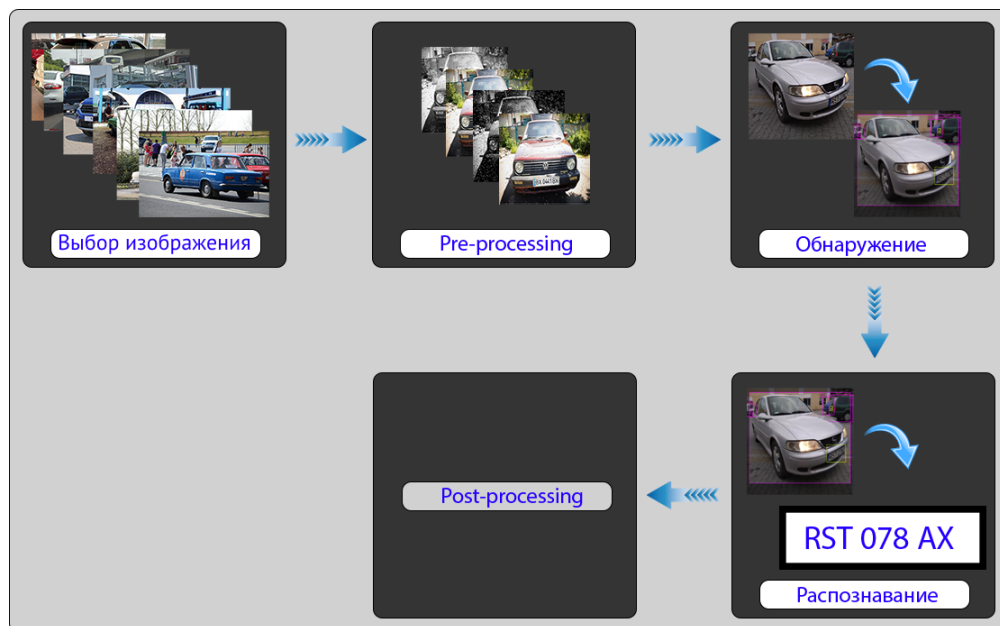 Выбор изображения
Pre-processing
Обнаружение
Post-processing
RST 078 AX
Распознавание